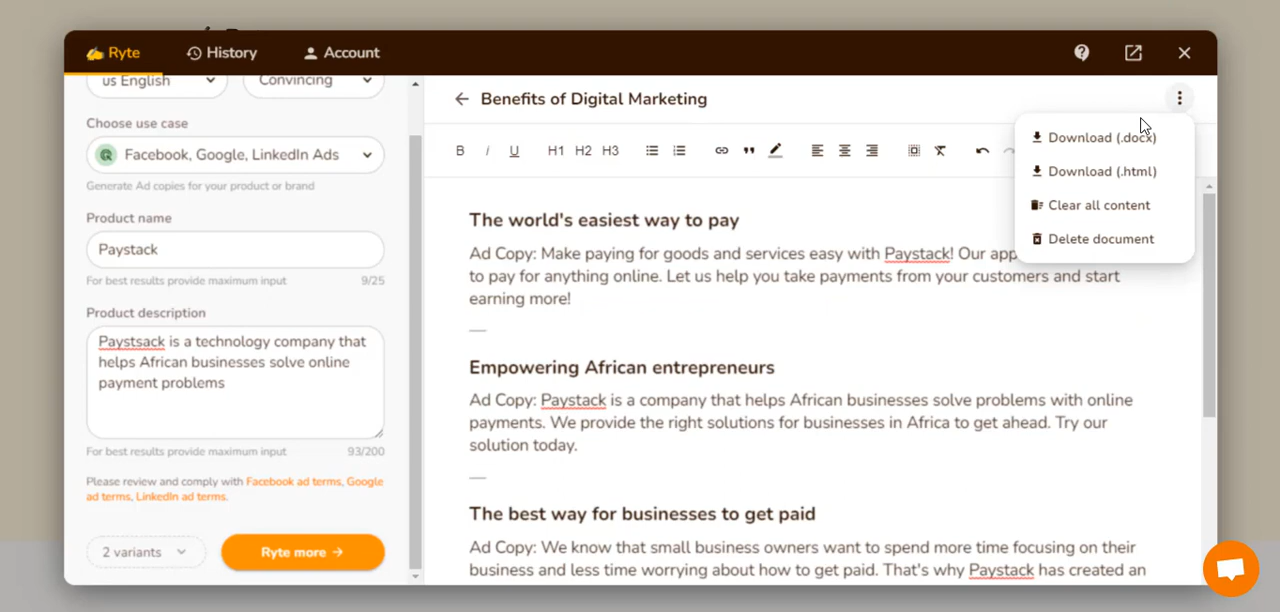 Ryte
History
Account
us English
Convincing
Choose use case
Facebook, Google, LinkedIn Ads
Generate Ad copies for your product or brand
Product name
Paystack
For best results provide maximum input 9/25
Product description
Paystsack is a technology company that
helps African businesses solve online
payment problems
For best results provide maximum input 93/200
Please review and comply with Facebook ad terms, Google
ad terms, LinkedIn ad terms.
2 variants
Ryte more →
Benefits of Digital Marketing
B i U H1 H2 H3
Download (.docx)
Download (.html)
Clear all content
Delete document
The world's easiest way to pay
Ad Copy: Make paying for goods and services easy with Paystack! Our app
to pay for anything online. Let us help you take payments from your customers and start
earning more!
Empowering African entrepreneurs
Ad Copy: Paystack is a company that helps African businesses solve problems with online
payments. We provide the right solutions for businesses in Africa to get ahead. Try our
solution today.
The best way for businesses to get paid
Ad Copy: We know that small business owners want to spend more time focusing on their
business and less time worrying about how to get paid. That's why Paystack has created an